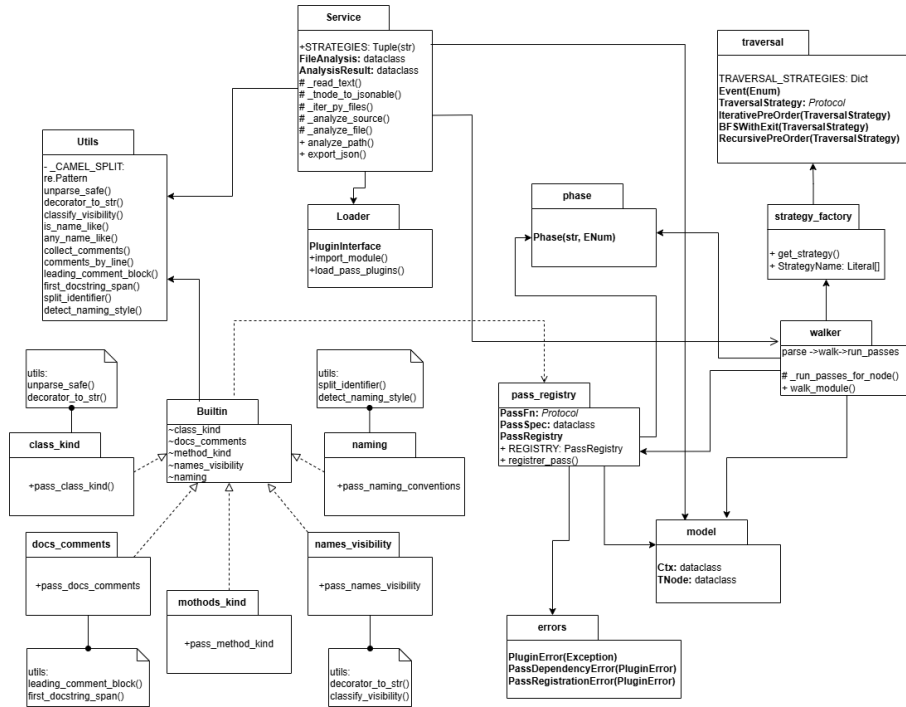 Service
+STRATEGIES: Tuple(str)
FileAnalysis: dataclass
AnalysisResult: dataclass
# _read_text()
# _tnode_to_jsonable()
# _iter_py_files()
# _analyze_source()
# _analyze_file()
+ analyze_path()
+ export_json()
traversal
TRAVERSAL_STRATEGIES: Dict
Event(Enum)
TraversalStrategy: Protocol
IterativePreOrder(TraversalStrategy)
BFSWithExit(TraversalStrategy)
RecursivePreOrder(TraversalStrategy)
Utils
- _CAMEL_SPLIT:
re.Pattern
unparse_safe()
decorator_to_str()
classify_visibility()
is_name_like()
any_name_like()
collect_comments()
comments_by_line()
leading_comment_block()
first_docstring_span()
split_identifier()
detect_naming_style()
Loader
PluginInterface
+import_module()
+load_pass_plugins()
phase
Phase(str, ENum)
strategy_factory
+ get_strategy()
+ StrategyName: Literal[]
walker
parse ->walk->run_passes
# _run_passes_for_node()
+ walk_module()
utils:
unparse_safe()
decorator_to_str()
utils:
split_identifier()
detect_naming_style()
pass_registry
PassFn: Protocol
PassSpec: dataclass
PassRegistry
+ REGISTRY: PassRegistry
+ registrer_pass()
Builtin
~class_kind
~docs_comments
~method_kind
~names_visibility
~naming
class_kind
+pass_class_kind()
naming
+pass_naming_conventions
docs_comments
+pass_docs_comments
names_visibility
+pass_names_visibility
mothods_kind
+pass_method_kind
model
Ctx: dataclass
TNode: dataclass
errors
PluginError(Exception)
PassDependencyError(PluginError)
PassRegistrationError(PluginError)
utils:
leading_comment_block()
first_docstring_span()
utils:
decorator_to_str()
classify_visibility()